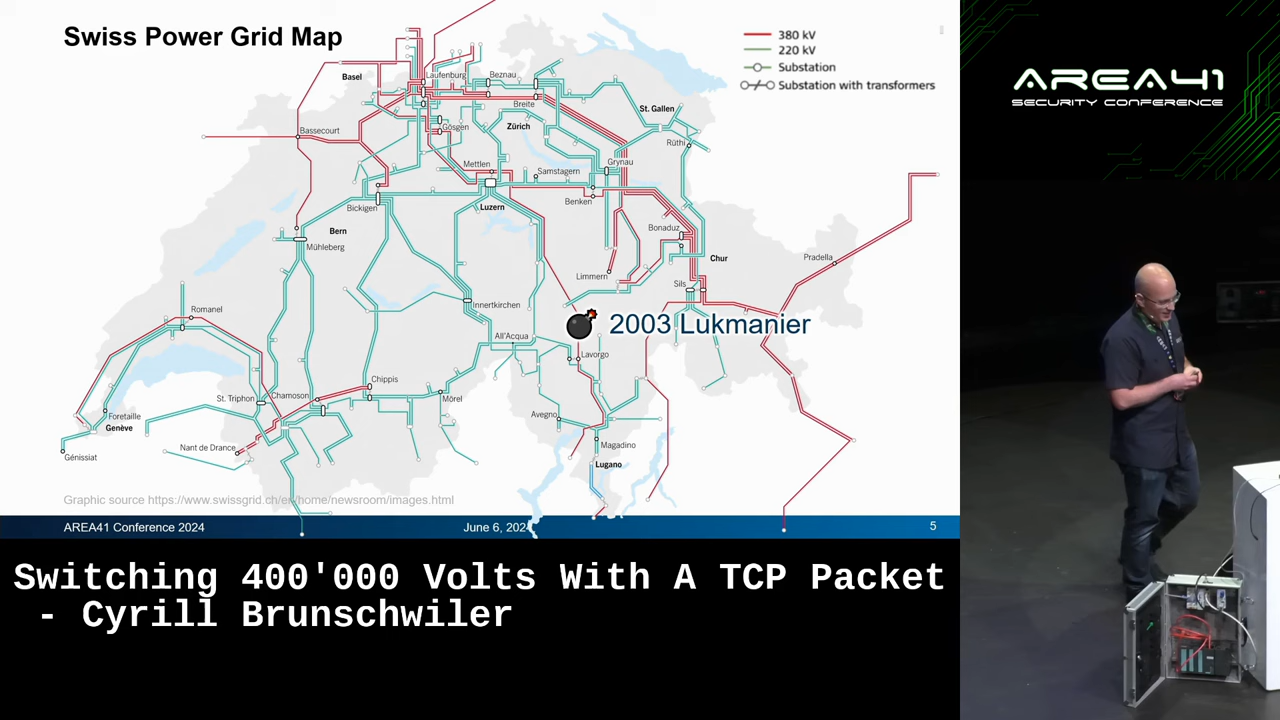 Swiss Power Grid Map
380 kV
220 kV
Substation
Substation with transformers
Basel
Laufenburg
Beznau
Breite
St. Gallen
Bassecourt
Gösgen
Zürich
Rüthi
Mettlen
Samstagern
Grynau
Bickigen
Luzern
Benken
Bern
Mühleberg
Bonaduz
Chur
Pradella
Limmern
Sils
Romanel
Innertkirchen
2003 Lukmanier
All'Acqua
Lavorgo
Chippis
St. Triphon
Chamoson
Mörel
Foretaille
Genève
Avegno
Nant de Drance
Magadino
Génissiat
Lugano
Graphic source https://www.swissgrid.ch/en/home/newsroom/images.html
AREA41 Conference 2024
June 6, 2024
5
AREA41
SECURITY CONFERENCE
Switching 400'000 Volts With A TCP Packet
- Cyrill Brunschwiler